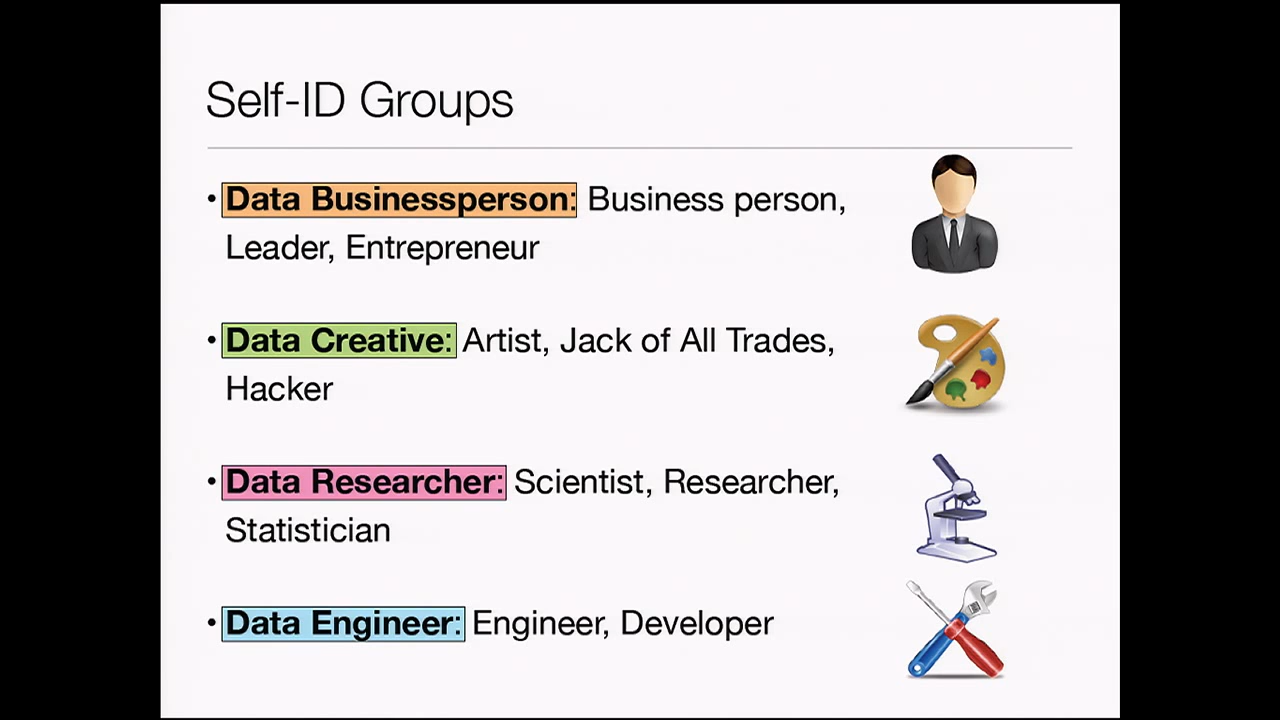 Self-ID Groups
• Data Businessperson: Business person,
Leader, Entrepreneur
• Data Creative: Artist, Jack of All Trades,
Hacker
• Data Researcher: Scientist, Researcher,
Statistician
• Data Engineer: Engineer, Developer